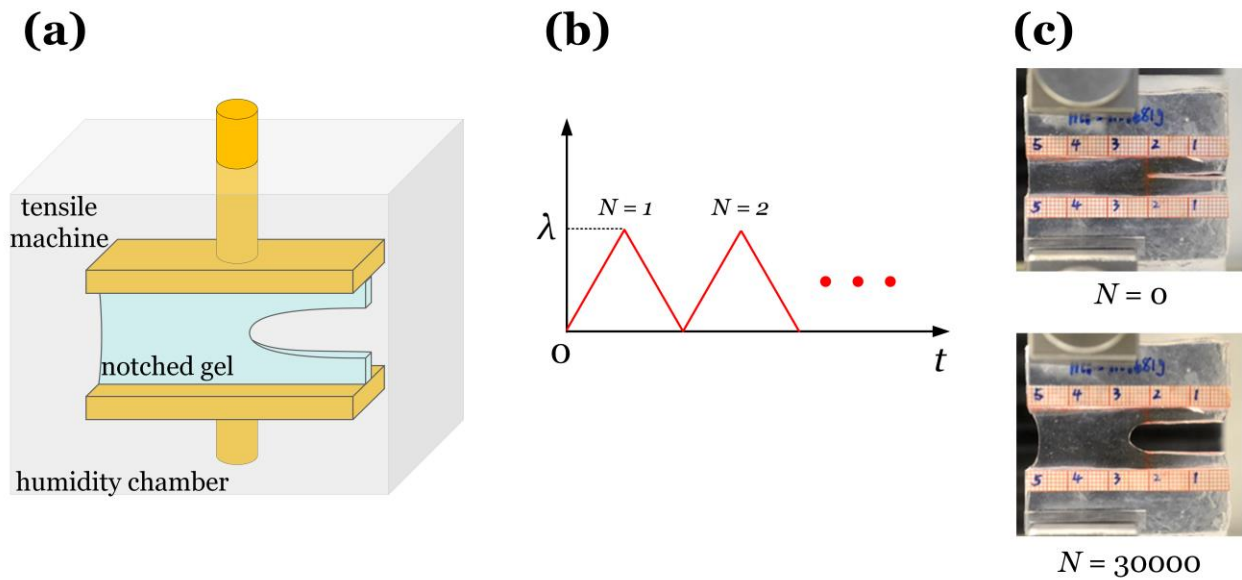 (a)
tensile
machine
notched gel
humidity chamber
(b)
λ
N = 1
N = 2
0
t
(c)
5 4 3 2 1
5 4 3 2 1
N = 0
5 4 3 2 1
5 4 3 2 1
N = 30000